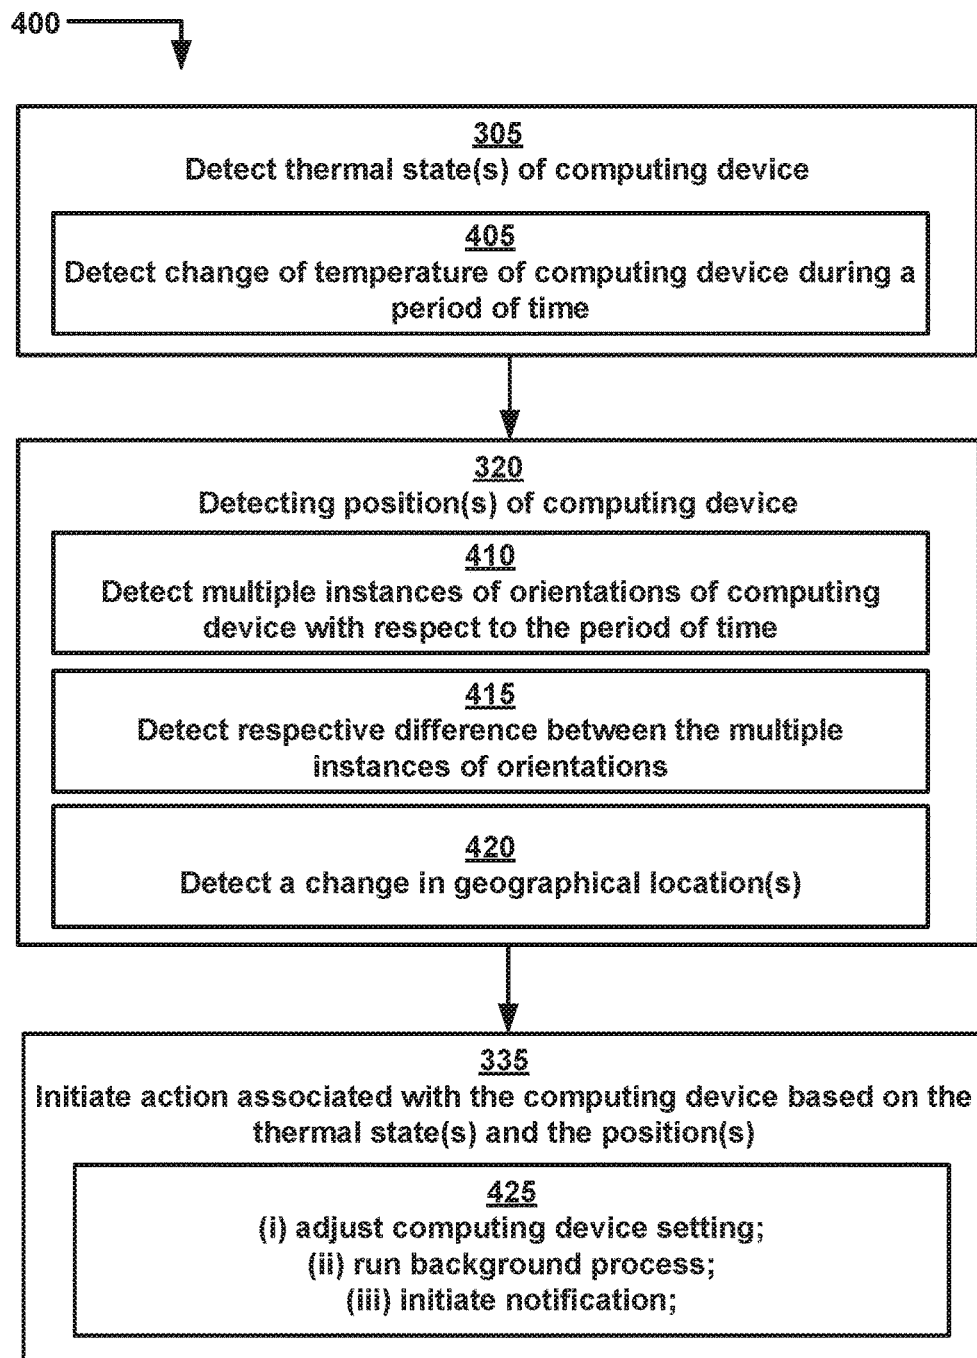 400
305
Detect thermal state(s) of computing device
405
Detect change of temperature of computing device during a
period of time
320
Detecting position(s) of computing device
410
Detect multiple instances of orientations of computing
device with respect to the period of time
415
Detect respective difference between the multiple
instances of orientations
420
Detect a change in geographical location(s)
335
Initiate action associated with the computing device based on the
thermal state(s) and the position(s)
425
(i) adjust computing device setting;
(ii) run background process;
(iii) initiate notification;